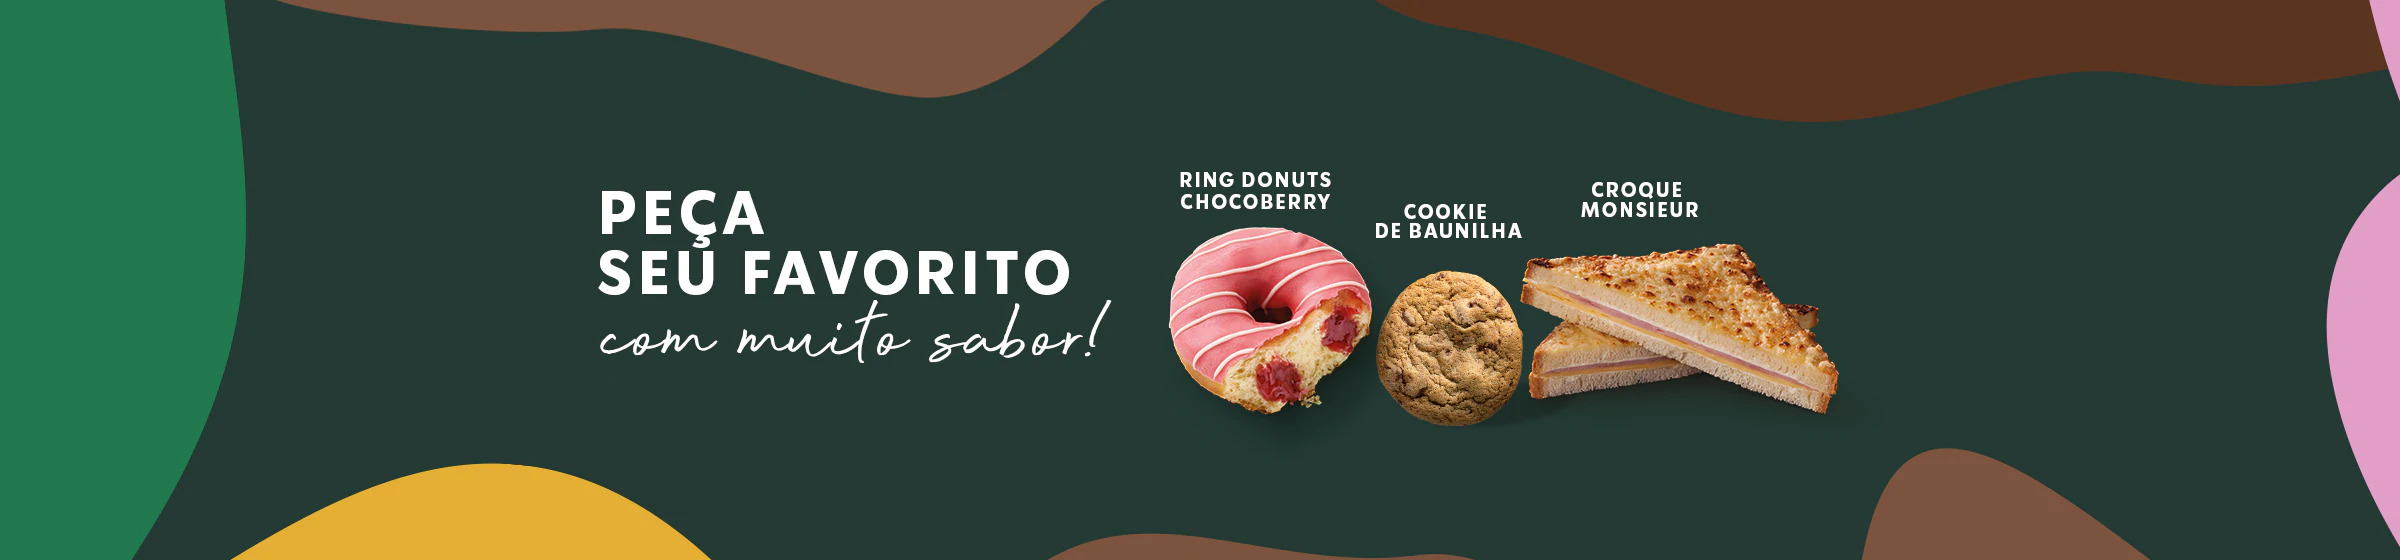 PEÇA
SEU FAVORITO
com muito sabor!
RING DONUTS
CHOCOBERRY
COOKIE
DE BAUNILHA
CROQUE
MONSIEUR